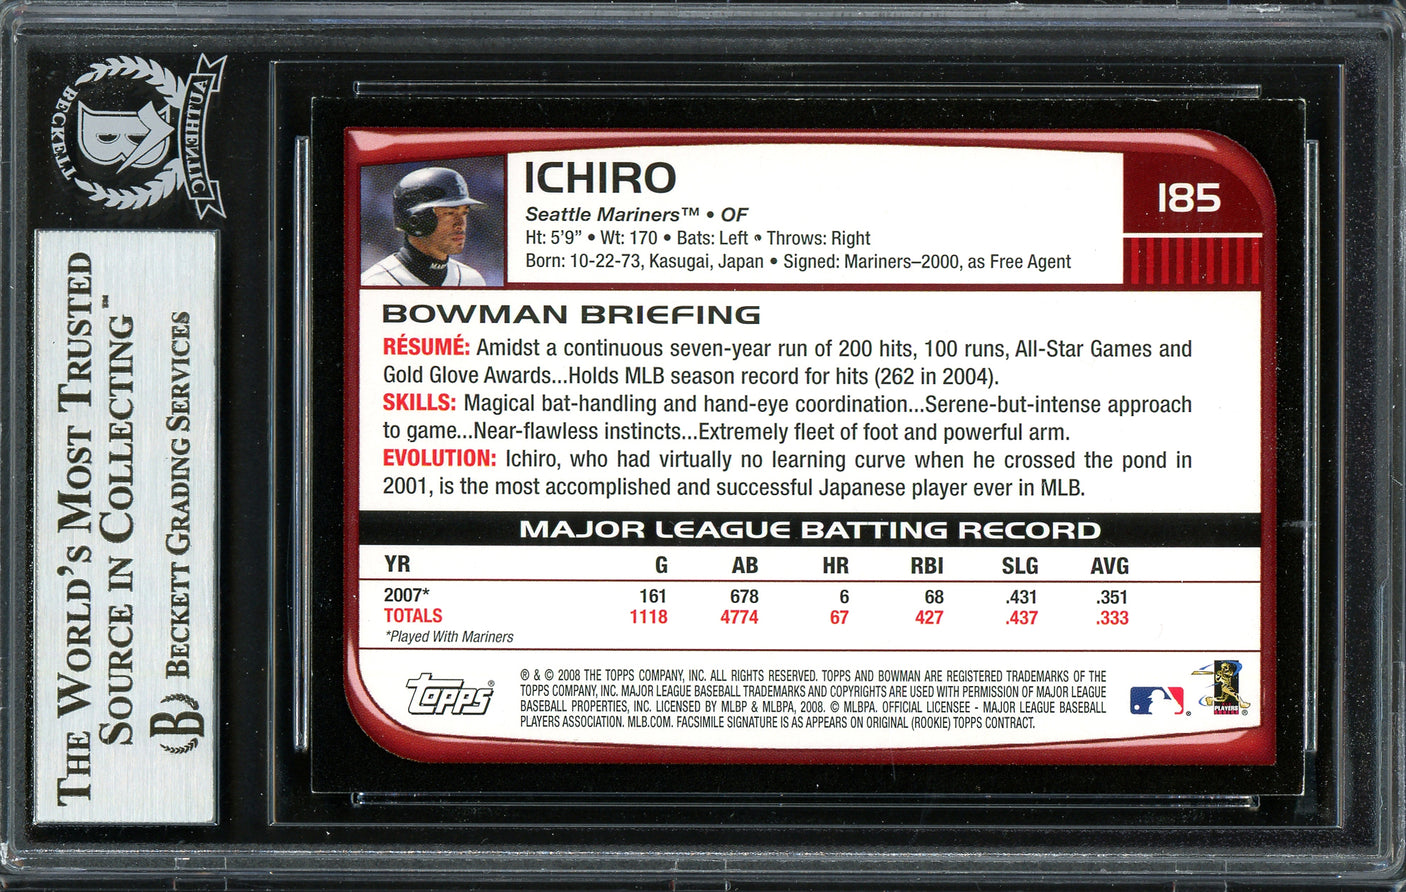 AUTHENTIC
BECKETT
B
THE WORLD'S MOST TRUSTED
SOURCE IN COLLECTING™
BECKETT GRADING SERVICES
B
ICHIRO
Seattle Mariners™ • OF
Ht: 5'9" • Wt: 170 • Bats: Left • Throws: Right
Born: 10-22-73, Kasugai, Japan • Signed: Mariners–2000, as Free Agent
185
BOWMAN BRIEFING
RÉSUMÉ: Amidst a continuous seven-year run of 200 hits, 100 runs, All-Star Games and
Gold Glove Awards...Holds MLB season record for hits (262 in 2004).
SKILLS: Magical bat-handling and hand-eye coordination...Serene-but-intense approach
to game...Near-flawless instincts...Extremely fleet of foot and powerful arm.
EVOLUTION: Ichiro, who had virtually no learning curve when he crossed the pond in
2001, is the most accomplished and successful Japanese player ever in MLB.
MAJOR LEAGUE BATTING RECORD
YR G AB HR RBI SLG AVG
2007* 161 678 6 68 .431 .351
TOTALS 1118 4774 67 427 .437 .333
*Played With Mariners
Topps®
® & © 2008 THE TOPPS COMPANY, INC. ALL RIGHTS RESERVED. TOPPS AND BOWMAN ARE REGISTERED TRADEMARKS OF THE
TOPPS COMPANY, INC. MAJOR LEAGUE BASEBALL TRADEMARKS AND COPYRIGHTS ARE USED WITH PERMISSION OF MAJOR LEAGUE
BASEBALL PROPERTIES, INC. LICENSED BY MLBP & MLBPA, 2008. © MLBPA. OFFICIAL LICENSEE - MAJOR LEAGUE BASEBALL
PLAYERS ASSOCIATION. MLB.COM. FACSIMILE SIGNATURE IS AS APPEARS ON ORIGINAL (ROOKIE) TOPPS CONTRACT.
PLAYERS